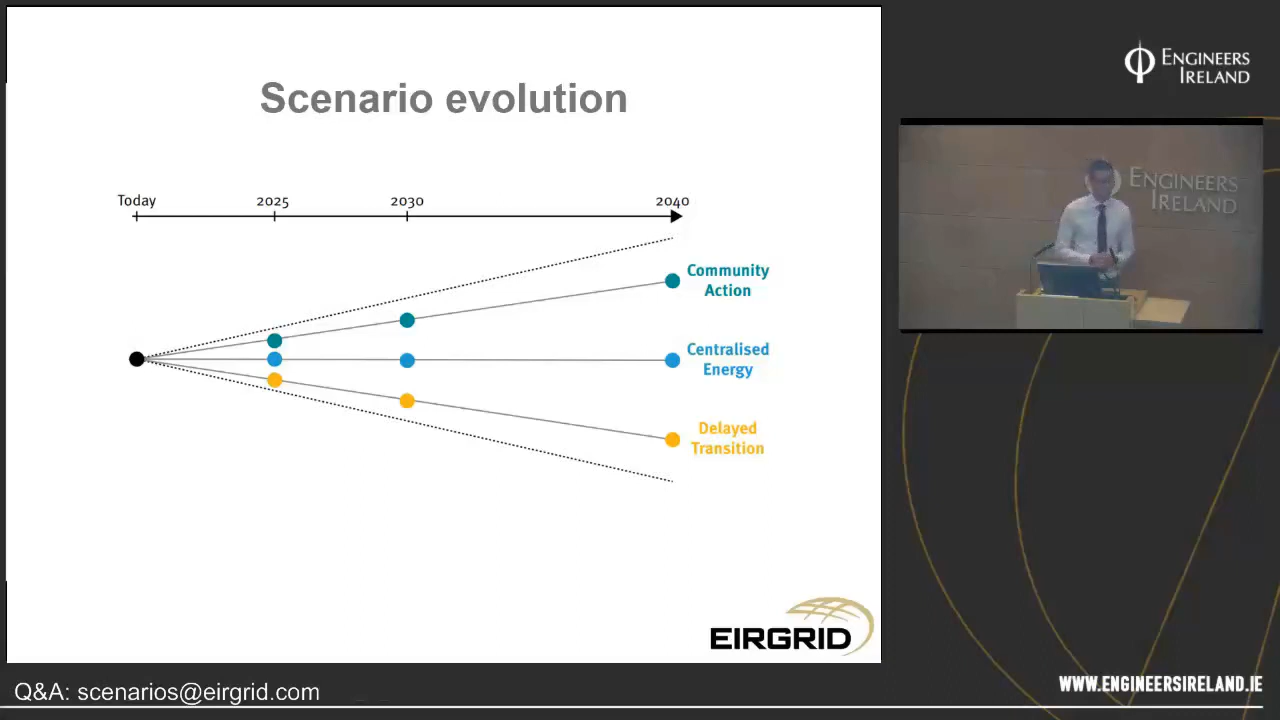 Scenario evolution
Today
2025
2030
2040
Community
Action
Centralised
Energy
Delayed
Transition
EIRGRID
Q&A: scenarios@eirgrid.com
ENGINEERS
IRELAND
ENGINEERS
IRELAND
WWW.ENGINEERSIRELAND.IE